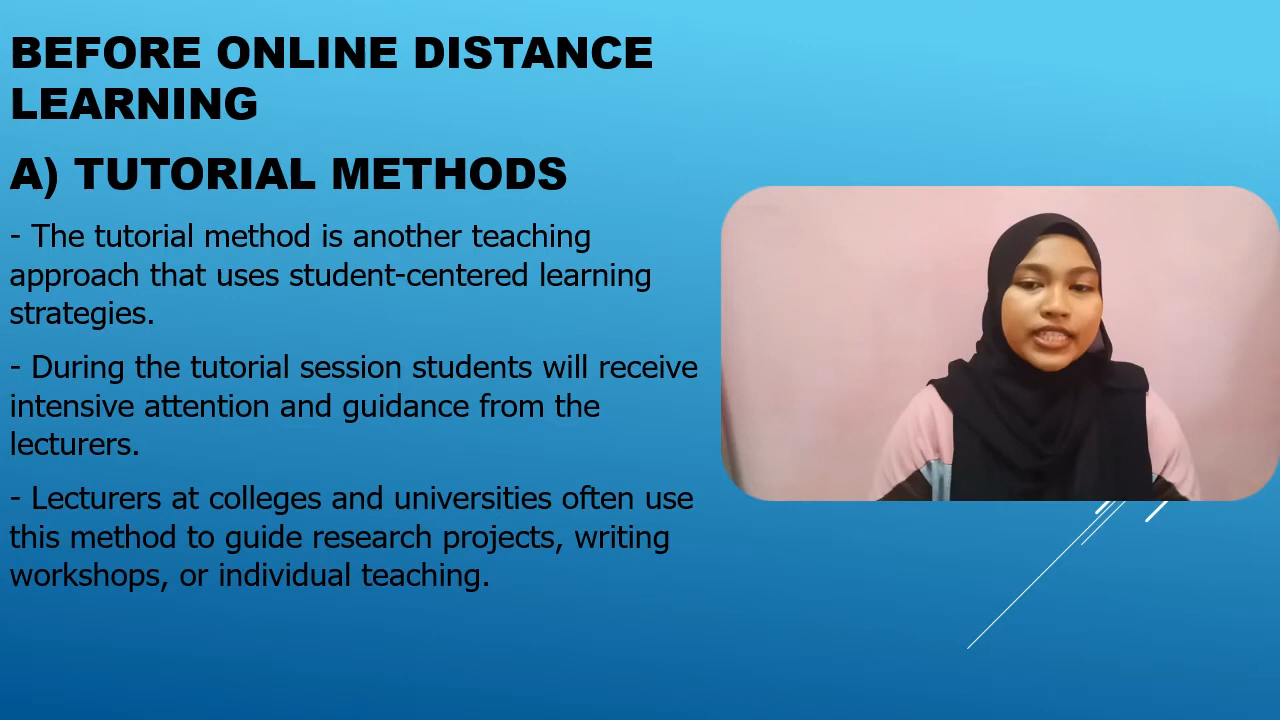 BEFORE ONLINE DISTANCE
LEARNING
A) TUTORIAL METHODS
- The tutorial method is another teaching
approach that uses student-centered learning
strategies.
- During the tutorial session students will receive
intensive attention and guidance from the
lecturers.
- Lecturers at colleges and universities often use
this method to guide research projects, writing
workshops, or individual teaching.